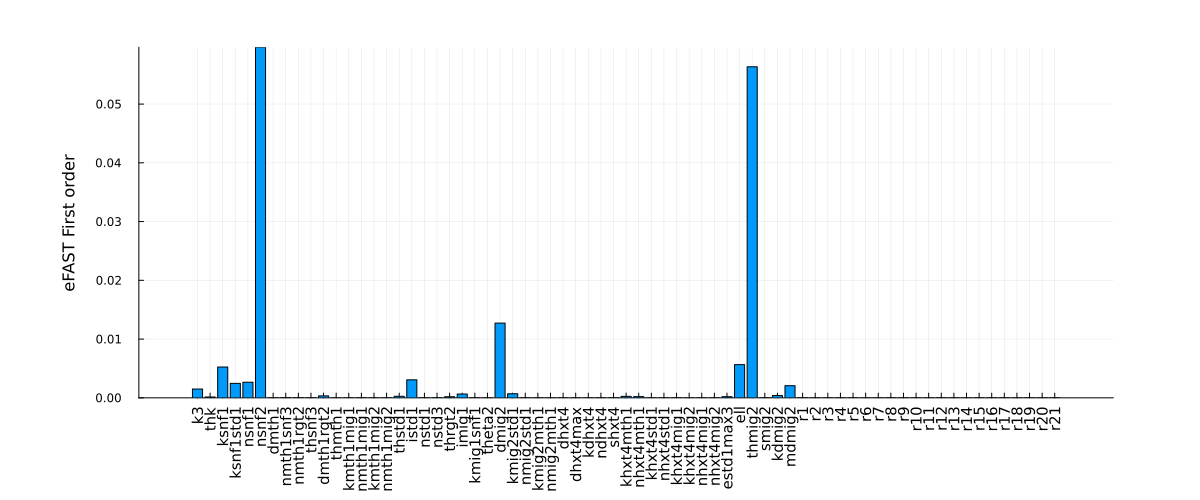 eFAST First order
0.05
0.04
0.03
0.02
0.01
0.00
k3
thk
ksnf1
ksnf1std1
nsnf1
nsnf2
dmth1
nmth1snf3
nmth1rgt2
thsnf3
dmth1rgt2
thmth1
kmth1mig1
nmth1mig1
kmth1mig2
nmth1mig2
thstd1
istd1
nstd1
nstd3
thrgt2
imig1
kmig1snf1
theta2
dmig2
kmig2std1
nmig2std1
kmig2mth1
nmig2mth1
dhxt4
dhxt4max
kdhxt4
ndhxt4
shxt4
khxt4mth1
nhxt4mth1
khxt4std1
nhxt4std1
khxt4mig1
khxt4mig2
nhxt4mig1
nhxt4mig2
estd1max3
ell
thmig2
smig2
kdmig2
mdmig2
r1
r2
r3
r4
r5
r6
r7
r8
r9
r10
r11
r12
r13
r14
r15
r16
r17
r18
r19
r20
r21